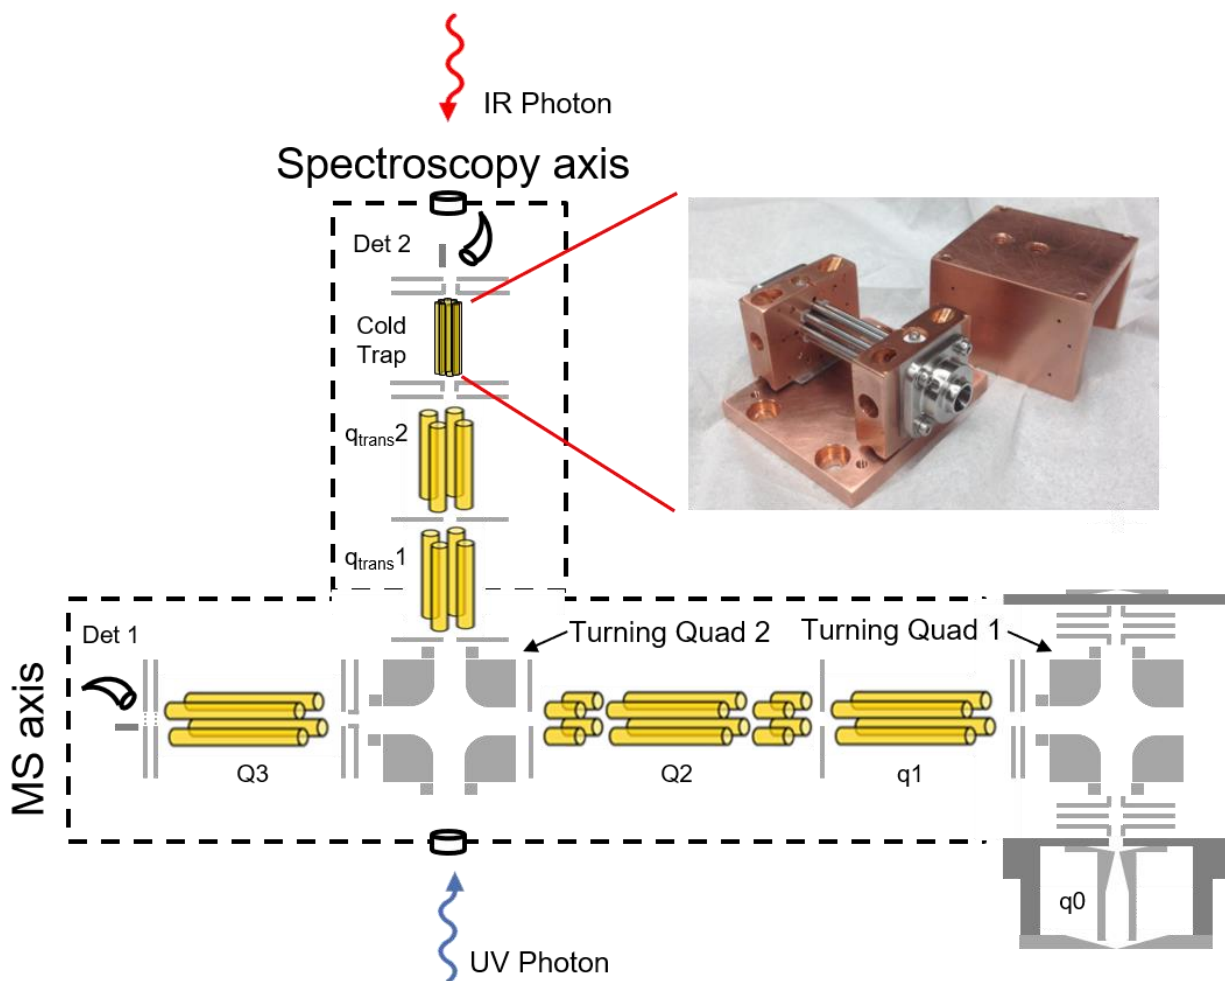 IR Photon
Spectroscopy axis
Det 2
Cold
Trap
qtrans2
qtrans1
Det 1
Turning Quad 2
Turning Quad 1
MS axis
Q3
Q2
q1
q0
UV Photon